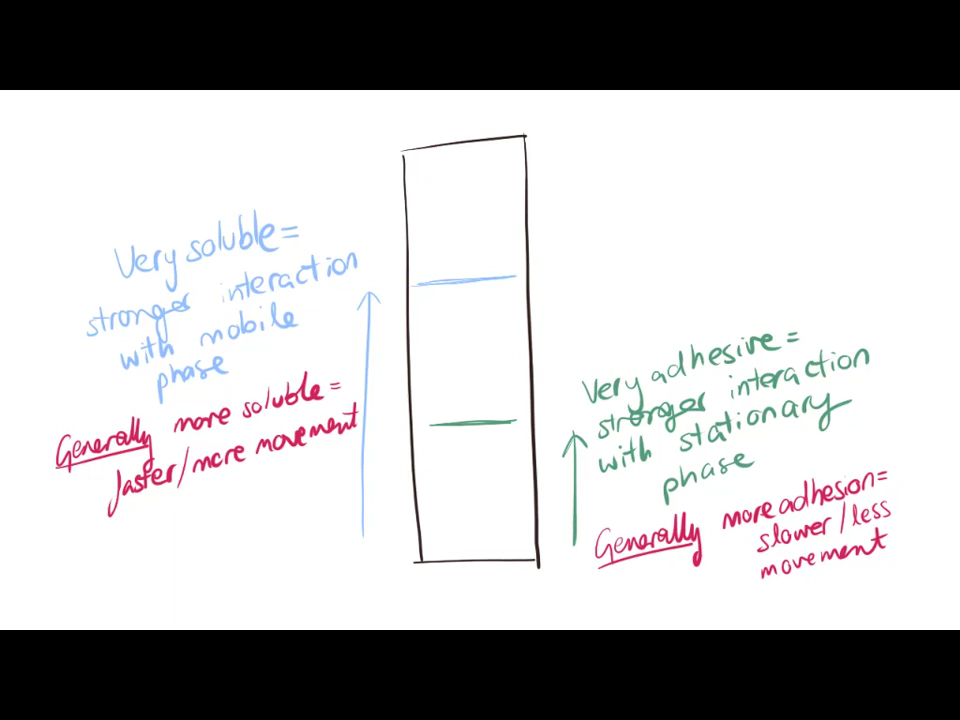 Very soluble =
stronger interaction
with mobile
phase
Generally more soluble =
faster/more movement
Very adhesive =
stronger interaction
with stationary
phase
Generally more adhesion =
slower/less
movement